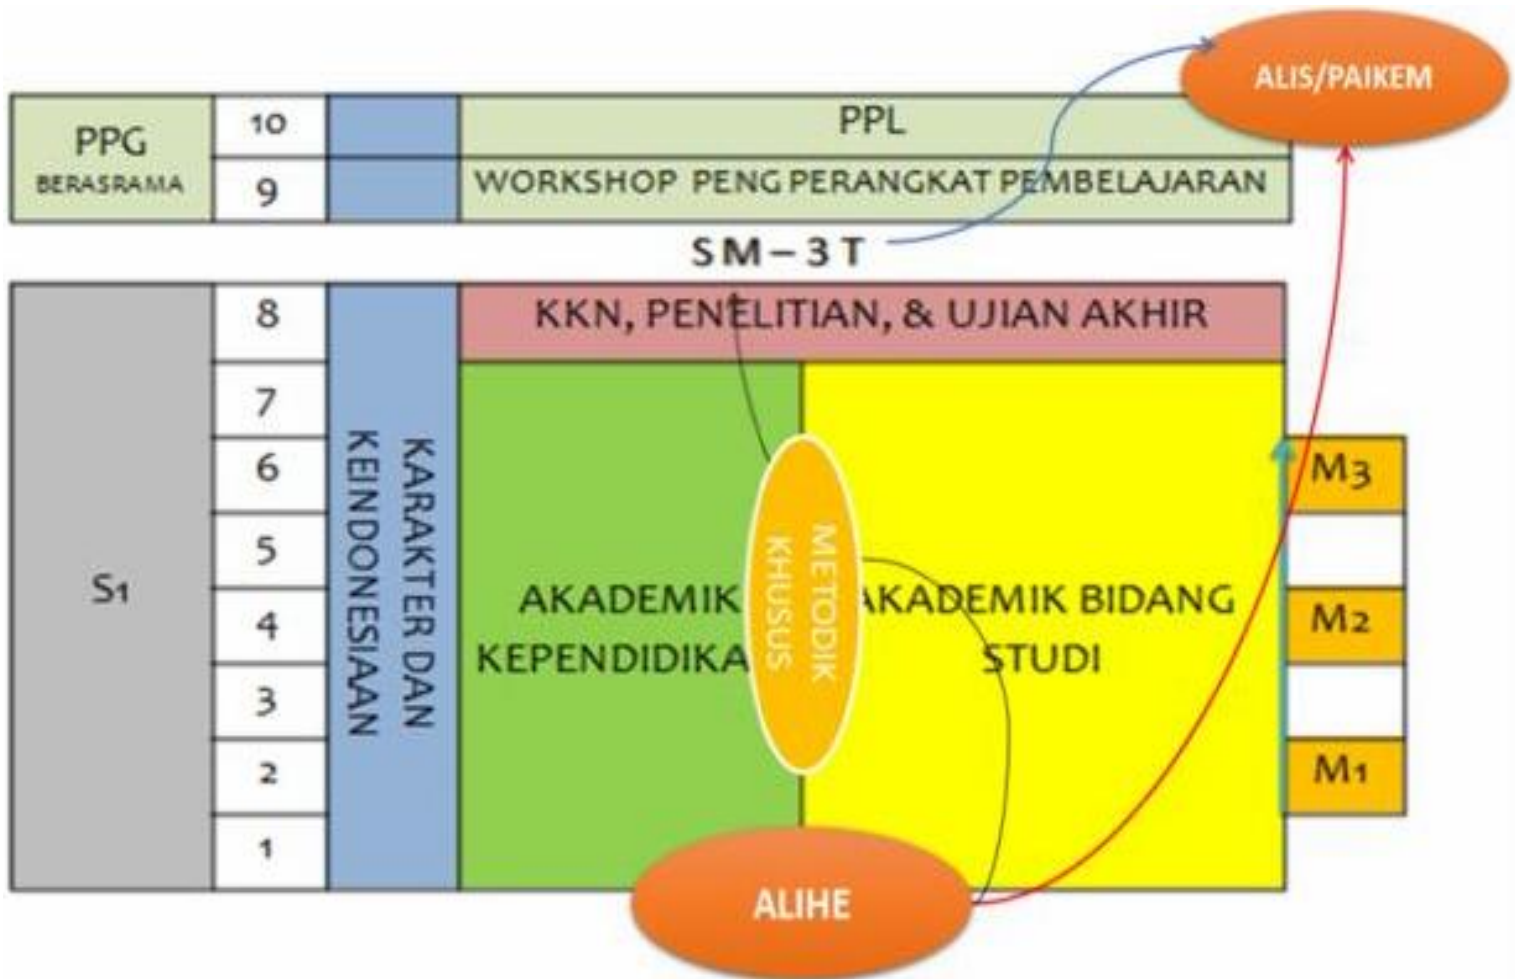 ALIS/PAIKEM
PPG
BERASRAMA
10
PPL
9
WORKSHOP PENG PERANGKAT PEMBELAJARAN
SM – 3 T
S1
8
KKN, PENELITIAN, & UJIAN AKHIR
7
6
5
4
3
2
1
KARAKTER DAN
KEINDONESIAAN
AKADEMIK
KEPENDIDIKA
METODIK
KHUSUS
AKADEMIK BIDANG
STUDI
M3
M2
M1
ALIHE